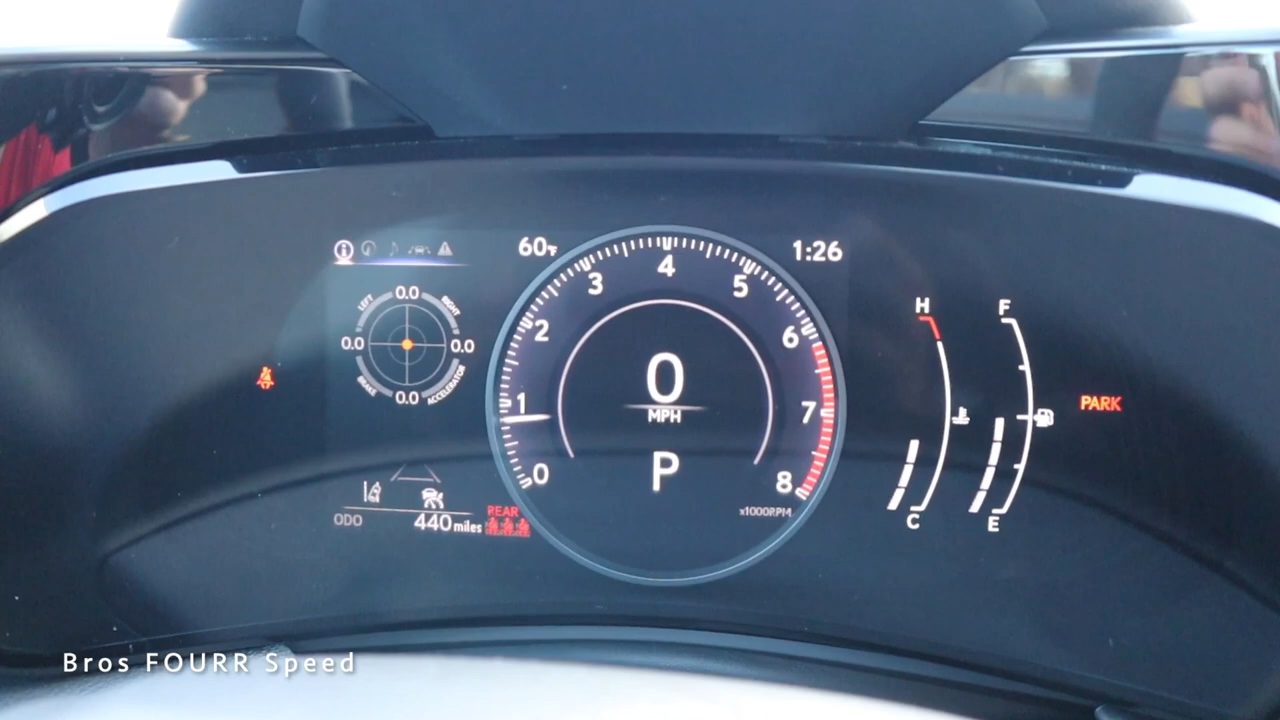 60°F
1:26
LEFT
0.0
RIGHT
0.0
0.0
BRAKE
0.0
ACCELERATOR
0
1
2
3
4
5
6
7
8
0
MPH
P
x1000RPM
H
C
F
E
PARK
ODO
440 miles
REAR
Bros FOURR Speed